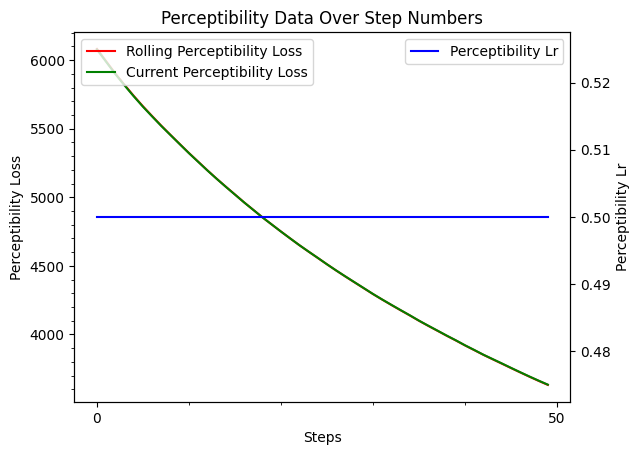 Perceptibility Data Over Step Numbers
Rolling Perceptibility Loss
Current Perceptibility Loss
Perceptibility Lr
6000
5500
5000
4500
4000
Perceptibility Loss
0.52
0.51
0.50
0.49
0.48
Perceptibility Lr
0
50
Steps